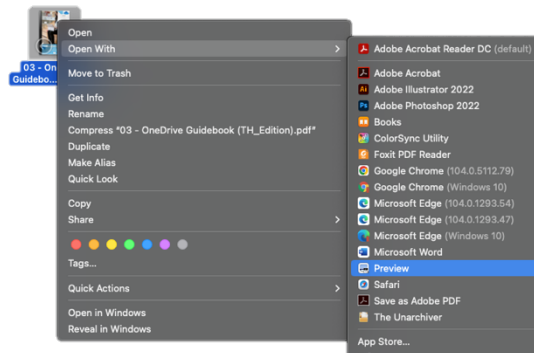 03 - On
Guidebo...
Open
Open With
Move to Trash
Get Info
Rename
Compress "03 - OneDrive Guidebook (TH_Edition).pdf"
Duplicate
Make Alias
Quick Look
Copy
Share
Tags...
Quick Actions
Open in Windows
Reveal in Windows
Adobe Acrobat Reader DC (default)
Adobe Acrobat
Adobe Illustrator 2022
Adobe Photoshop 2022
Books
ColorSync Utility
Foxit PDF Reader
Google Chrome (104.0.5112.79)
Google Chrome (Windows 10)
Microsoft Edge (104.0.1293.54)
Microsoft Edge (104.0.1293.47)
Microsoft Edge (Windows 10)
Microsoft Word
Preview
Safari
Save as Adobe PDF
The Unarchiver
App Store...